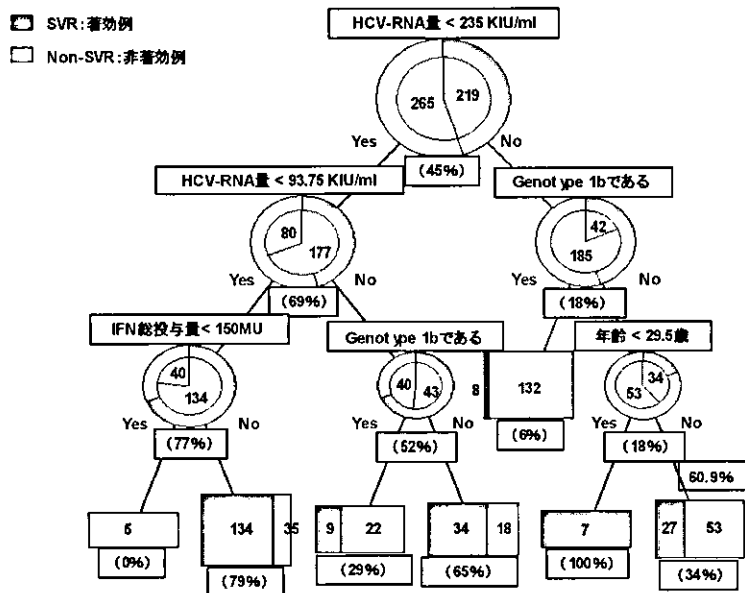 HCV-RNA量 < 235 KIU/ml
SVR:著効例
Non-SVR:非著効例
265
219
Yes
No
(45%)
HCV-RNA量 < 93.75 KIU/ml
Genotype 1bである
80
177
42
185
Yes
No
Yes
No
(69%)
(18%)
IFN総投与量< 150MU
Genotype 1bである
年齢 < 29.5歳
40
134
40
43
8
132
34
53
Yes
No
Yes
No
(6%)
Yes
No
(77%)
(52%)
(18%)
60.9%
5
134
35
9
22
34
18
7
27
53
(0%)
(79%)
(29%)
(65%)
(100%)
(34%)